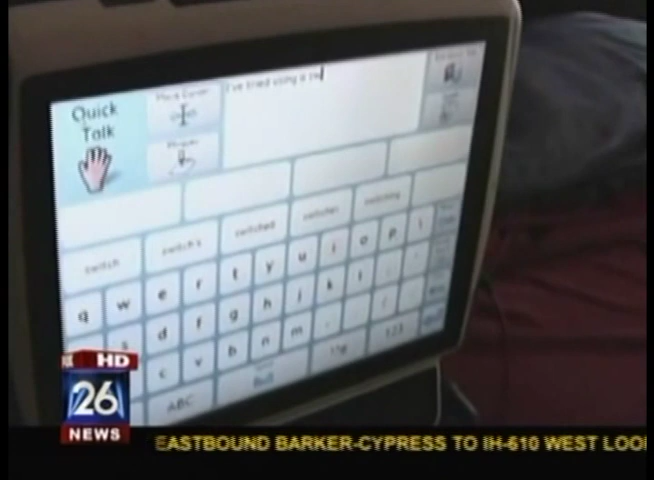 I've tried using a sw
Quick
Talk
Phrases
switch
switch's
switched
switches
switching
q w e r t y u i o p
s d f g h j k l
c v b n m
ABC
123
HD
26
NEWS
EASTBOUND BARKER-CYPRESS TO IH-610 WEST LOO